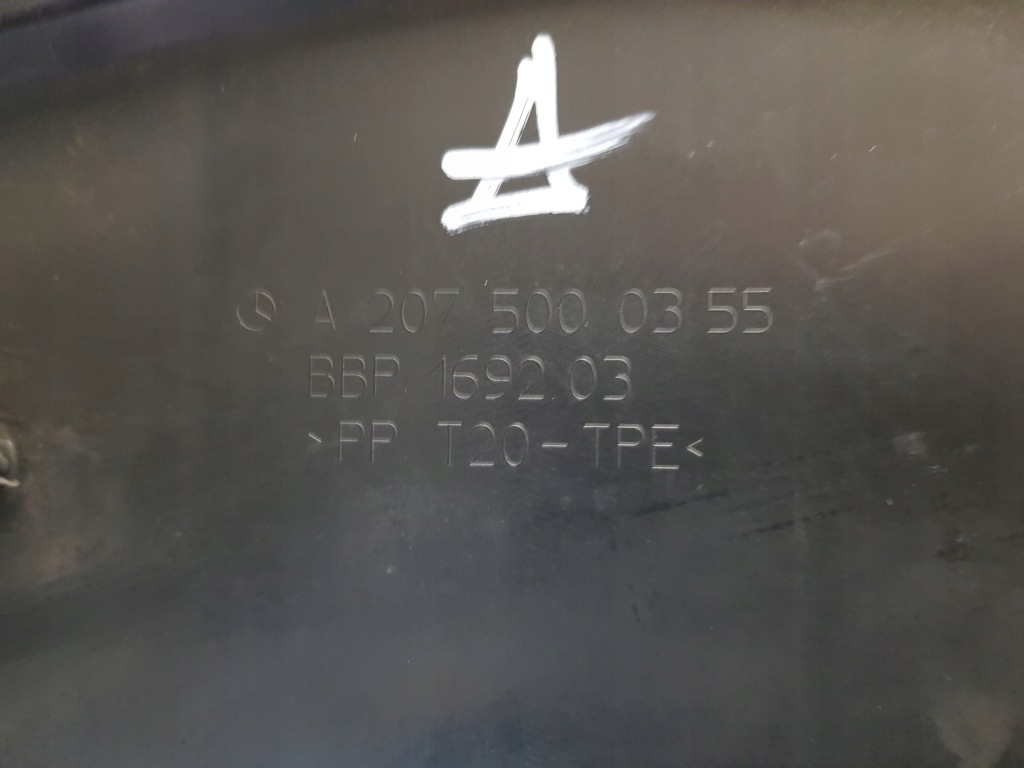 A
A 207 500 03 55
BBP 1692.03
>PP T20-TPE<